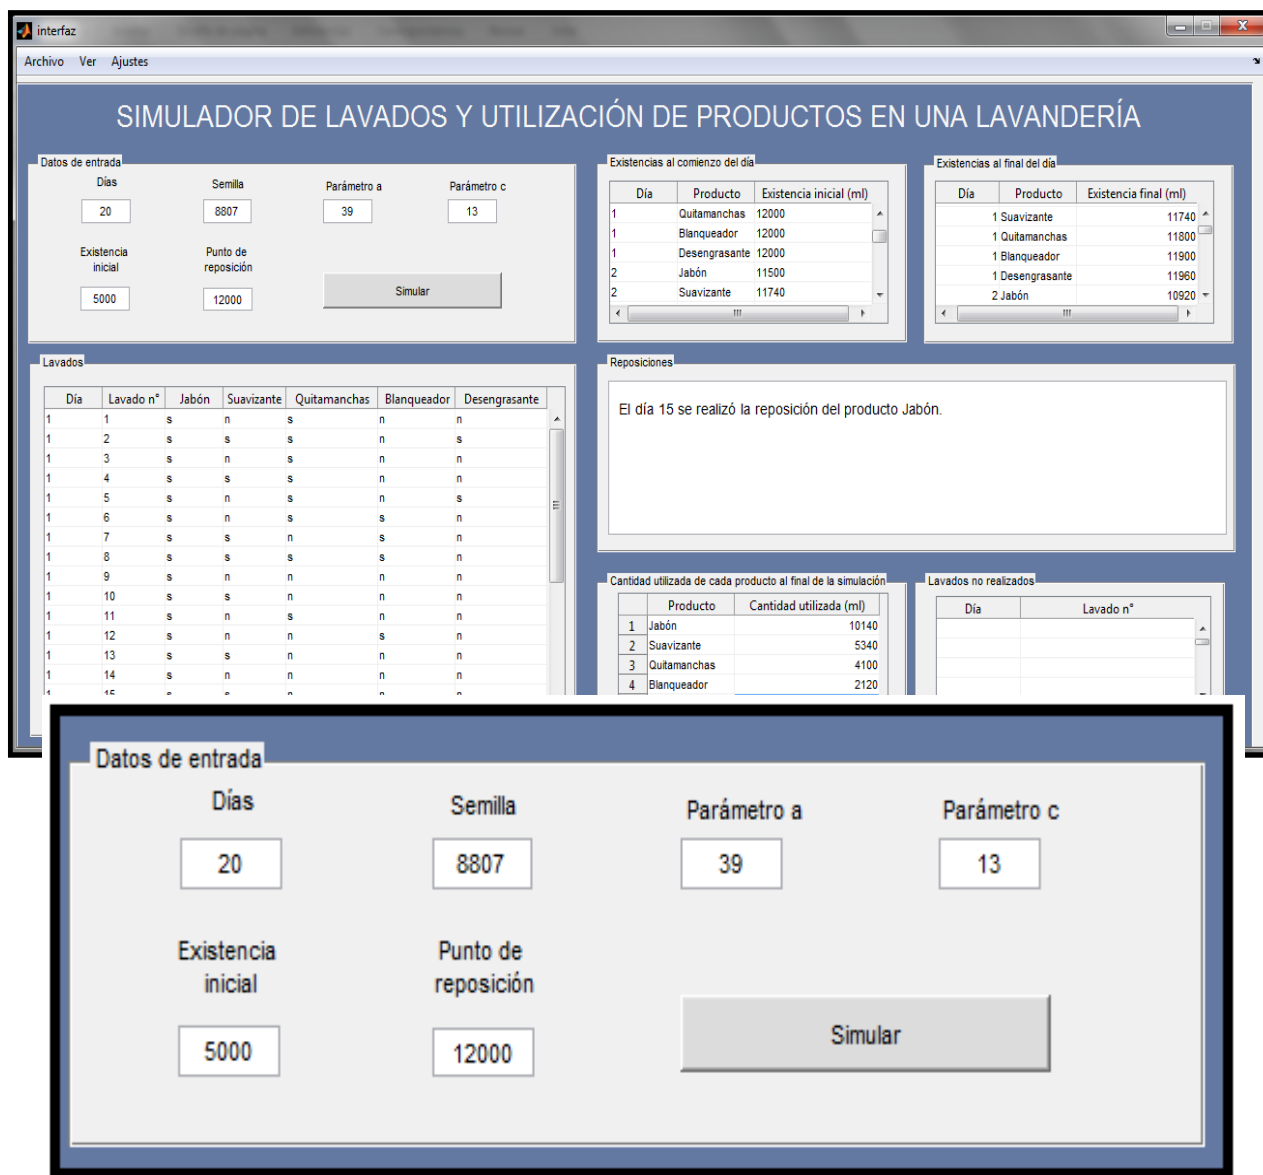 interfaz
Archivo Ver Ajustes
SIMULADOR DE LAVADOS Y UTILIZACIÓN DE PRODUCTOS EN UNA LAVANDERÍA
Datos de entrada
Días Semilla Parámetro a Parámetro c
20 8807 39 13
Existencia inicial Punto de reposición
5000 12000 Simular
Existencias al comienzo del día
Día Producto Existencia inicial (ml)
1 Quitamanchas 12000
1 Blanqueador 12000
1 Desengrasante 12000
2 Jabón 11500
2 Suavizante 11740
Existencias al final del día
Día Producto Existencia final (ml)
1 Suavizante 11740
1 Quitamanchas 11800
1 Blanqueador 11900
1 Desengrasante 11960
2 Jabón 10920
Lavados
Día Lavado n° Jabón Suavizante Quitamanchas Blanqueador Desengrasante
1 1 s n s n n
1 2 s s s n s
1 3 s n s n n
1 4 s s s n n
1 5 s n s n s
1 6 s n s s n
1 7 s s n s n
1 8 s s s s n
1 9 s n n n n
1 10 s s n n n
1 11 s n s n n
1 12 s n n s n
1 13 s s n n n
1 14 s n n n n
1 15 s s n n n
Reposiciones
El día 15 se realizó la reposición del producto Jabón.
Cantidad utilizada de cada producto al final de la simulación
Producto Cantidad utilizada (ml)
1 Jabón 10140
2 Suavizante 5340
3 Quitamanchas 4100
4 Blanqueador 2120
Lavados no realizados
Día Lavado n°
Datos de entrada
Días Semilla Parámetro a Parámetro c
20 8807 39 13
Existencia Punto de
inicial reposición
5000 12000 Simular